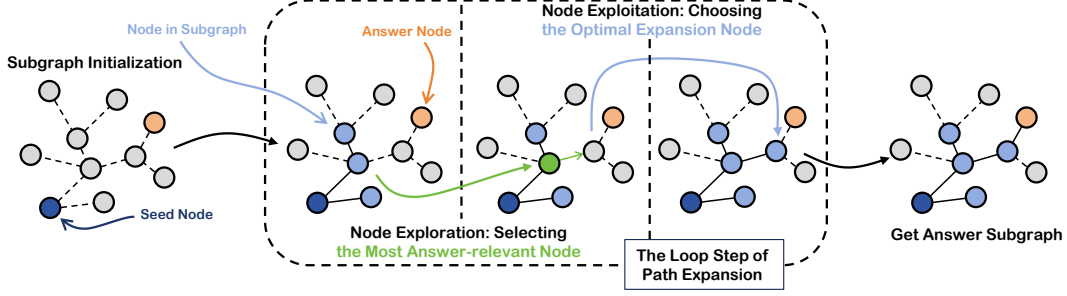 Subgraph Initialization
Node in Subgraph
Answer Node
Node Exploitation: Choosing
the Optimal Expansion Node
Seed Node
Node Exploration: Selecting
the Most Answer-relevant Node
The Loop Step of
Path Expansion
Get Answer Subgraph